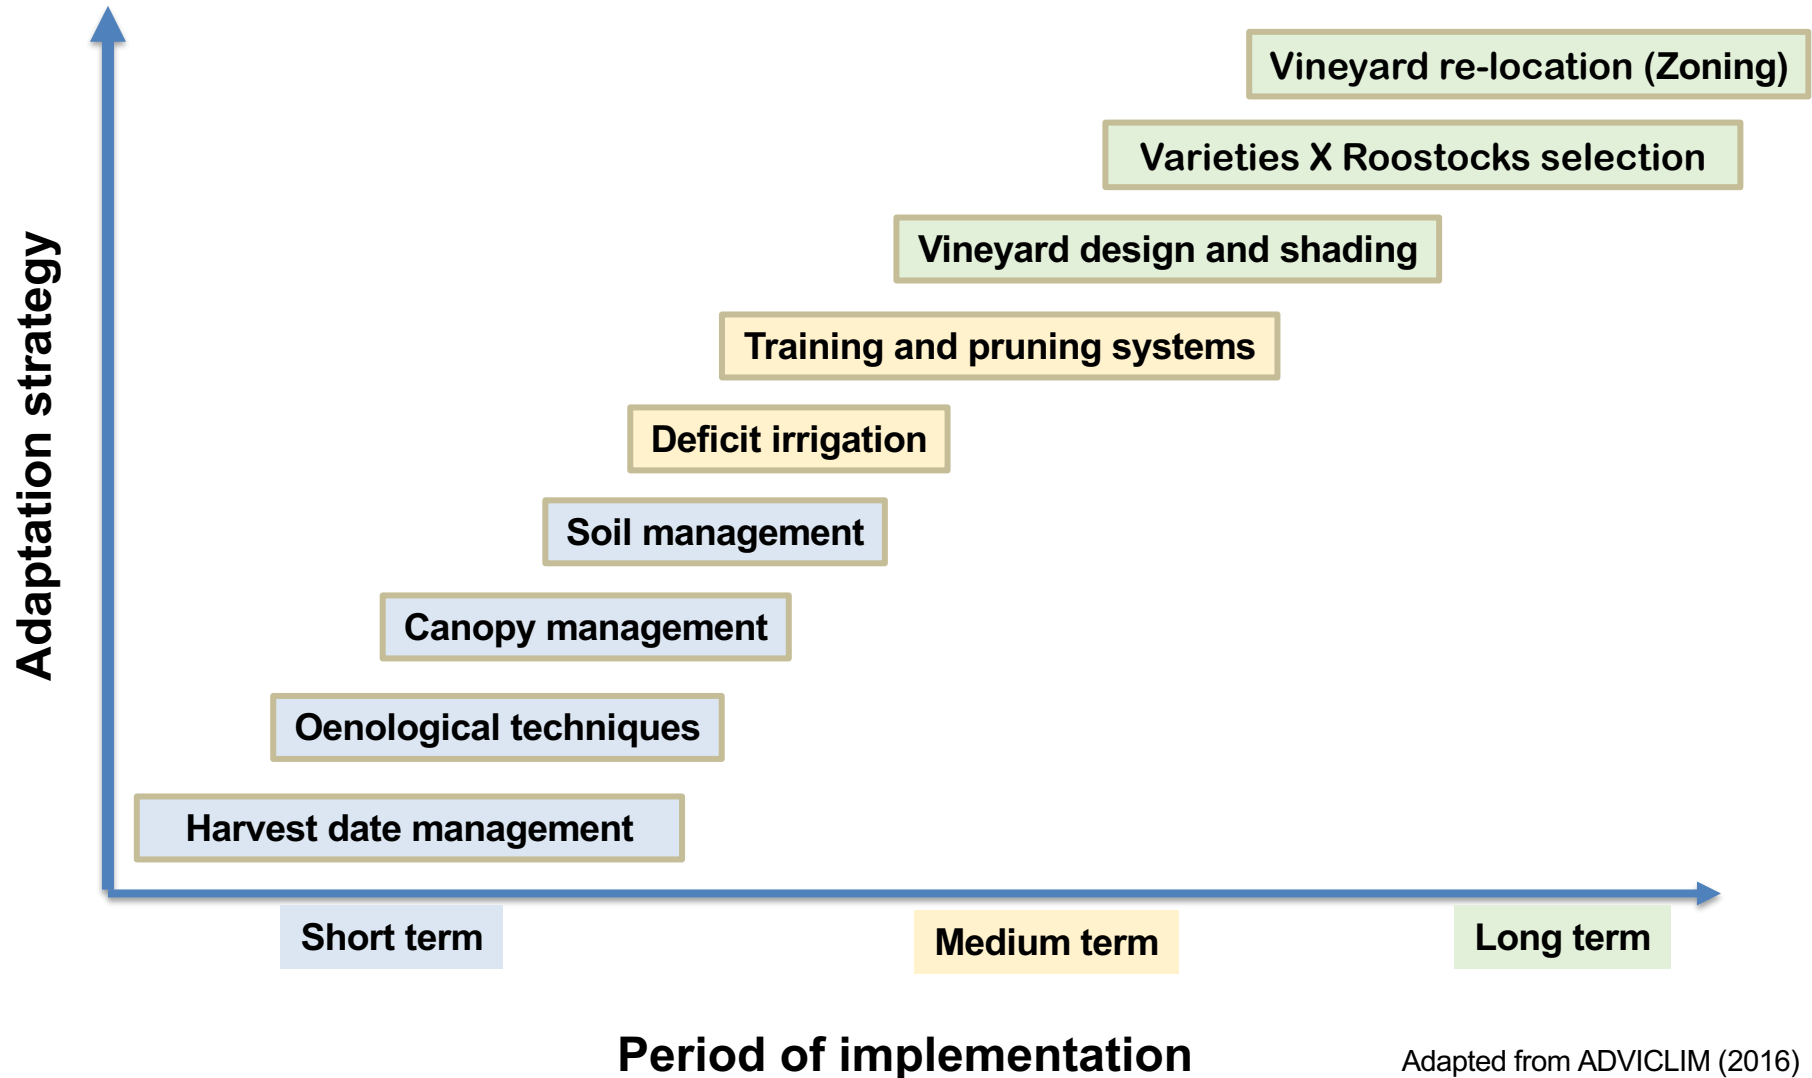 Vineyard re-location (Zoning)
Varieties X Roostocks selection
Vineyard design and shading
Training and pruning systems
Deficit irrigation
Soil management
Canopy management
Oenological techniques
Harvest date management
Adaptation strategy
Short term
Medium term
Long term
Period of implementation
Adapted from ADVICLIM (2016)